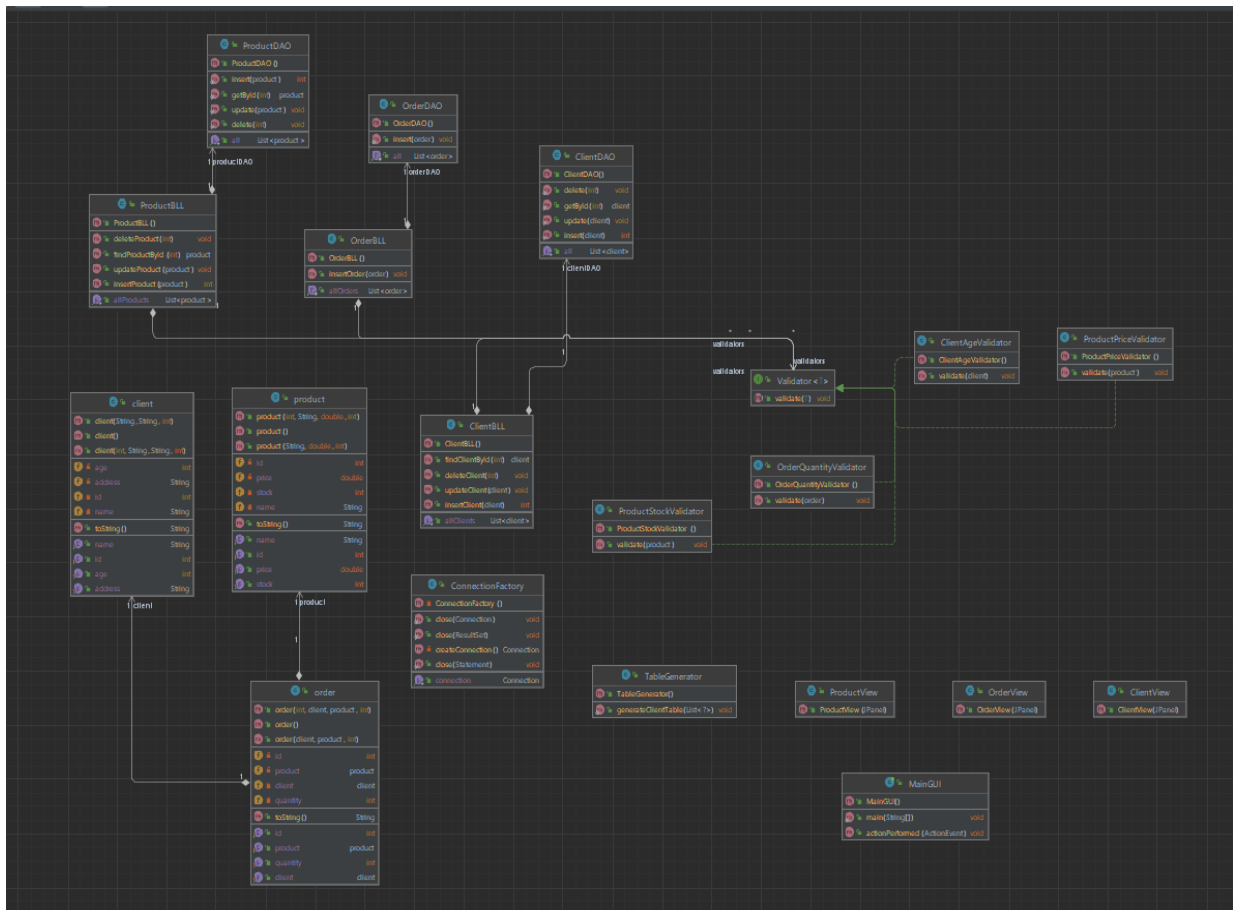 ProductDAO
ProductDAO ()
insert(product) int
getById (int) product
update(product) void
delete(int) void
all List<product>
1 productDAO
1
OrderDAO
OrderDAO()
insert(order) void
all List<order>
1 orderDAO
1
ClientDAO
ClientDAO()
delete(int) void
getById(int) client
update(client) void
insert(client) int
all List<client>
1 clientDAO
1
ProductBLL
ProductBLL ()
deleteProduct(int) void
findProductById (int) product
updateProduct (product) void
insertProduct (product) int
allProducts List<product>
1
OrderBLL
OrderBLL ()
insertOrder(order) void
allOrders List<order>
1
* * *
validators
validators
validators
Validator <T>
validate(T) void
ClientAgeValidator
ClientAgeValidator()
validate(client) void
ProductPriceValidator
ProductPriceValidator ()
validate(product) void
client
client(String, String, int)
client()
client(int, String, String, int)
age int
address String
id int
name String
toString() String
name String
id int
age int
address String
1 client
product
product (int, String, double, int)
product ()
product (String, double, int)
id int
price double
stock int
name String
toString() String
name String
id int
price double
stock int
1 product
1
ClientBLL
1
ClientBLL()
findClientById(int) client
deleteClient(int) void
updateClient(client) void
insertClient(client) int
allClients List<client>
OrderQuantityValidator
OrderQuantityValidator ()
validate(order) void
ProductStockValidator
ProductStockValidator ()
validate(product) void
ConnectionFactory
ConnectionFactory ()
close(Connection) void
close(ResultSet) void
createConnection() Connection
close(Statement) void
connection Connection
TableGenerator
TableGenerator()
generateClientTable(List<?>) void
ProductView
ProductView (JPanel)
OrderView
OrderView (JPanel)
ClientView
ClientView(JPanel)
order
order(int, client, product, int)
order()
order(client, product, int)
id int
product product
client client
quantity int
toString() String
id int
product product
quantity int
client client
1
MainGUI
MainGUI()
main(String[]) void
actionPerformed (ActionEvent) void